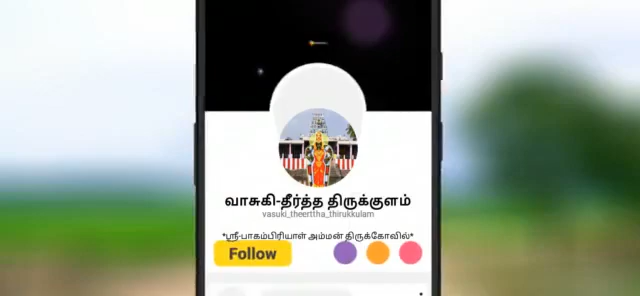 வாசுகி-தீர்த்த திருக்குளம்
vasuki_theerttha_thirukkulam
*ஸ்ரீ-பாகம்பிரியாள் அம்மன் திருக்கோவில்*
Follow